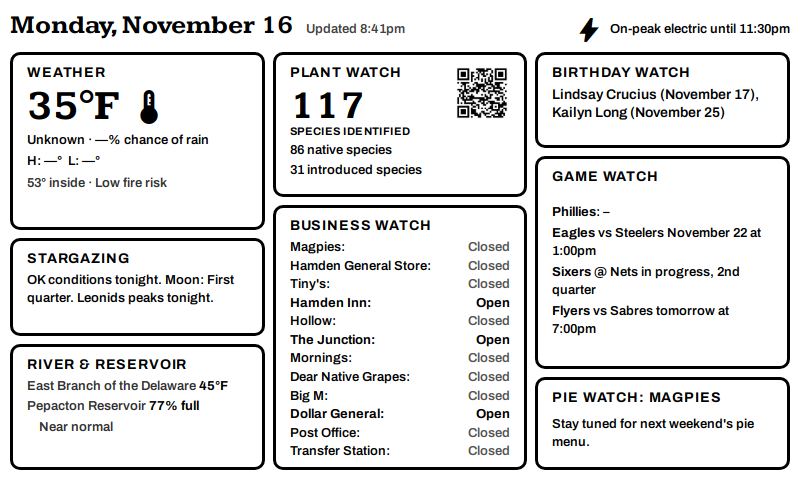 Monday, November 16 Updated 8:41pm
On-peak electric until 11:30pm
WEATHER
35°F
Unknown · —% chance of rain
H: —° L: —°
53° inside · Low fire risk
STARGAZING
OK conditions tonight. Moon: First
quarter. Leonids peaks tonight.
RIVER & RESERVOIR
East Branch of the Delaware 45°F
Pepacton Reservoir 77% full
Near normal
PLANT WATCH
117
SPECIES IDENTIFIED
86 native species
31 introduced species
BUSINESS WATCH
Magpies: Closed
Hamden General Store: Closed
Tiny's: Closed
Hamden Inn: Open
Hollow: Closed
The Junction: Open
Mornings: Closed
Dear Native Grapes: Closed
Big M: Closed
Dollar General: Open
Post Office: Closed
Transfer Station: Closed
BIRTHDAY WATCH
Lindsay Crucius (November 17),
Kailyn Long (November 25)
GAME WATCH
Phillies: –
Eagles vs Steelers November 22 at
1:00pm
Sixers @ Nets in progress, 2nd
quarter
Flyers vs Sabres tomorrow at
7:00pm
PIE WATCH: MAGPIES
Stay tuned for next weekend's pie
menu.